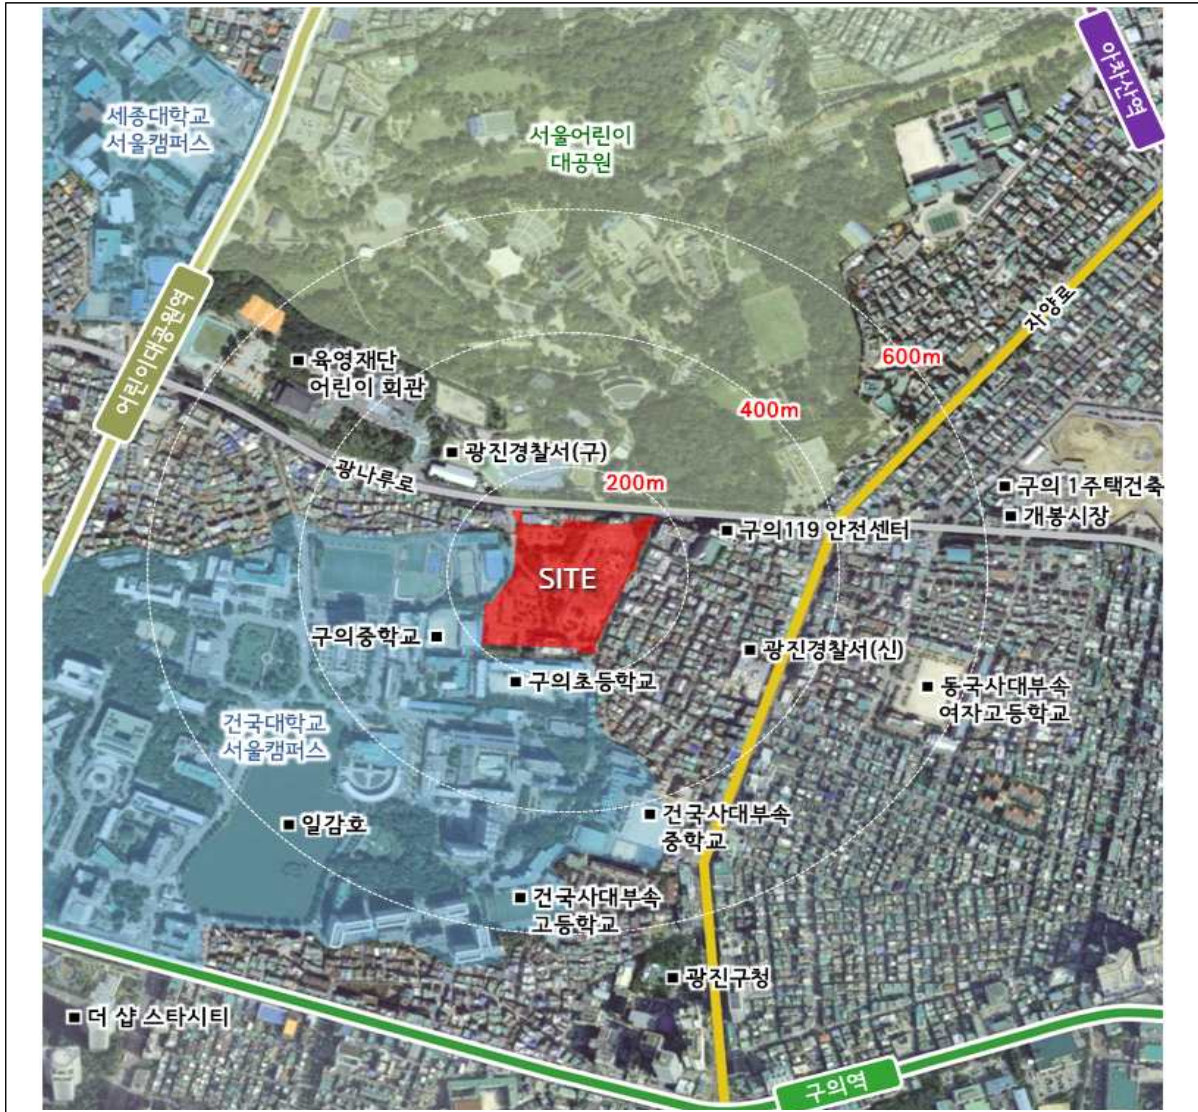 아차산역
세종대학교
서울캠퍼스
서울어린이
대공원
자양로
어린이대공원역
육영재단
어린이 회관
600m
400m
광진경찰서(구)
광나루로
200m
구의 1주택건축
개봉시장
구의119 안전센터
SITE
구의중학교
광진경찰서(신)
구의초등학교
동국사대부속
여자고등학교
건국대학교
서울캠퍼스
일감호
건국사대부속
중학교
건국사대부속
고등학교
광진구청
더 샵 스타시티
구의역